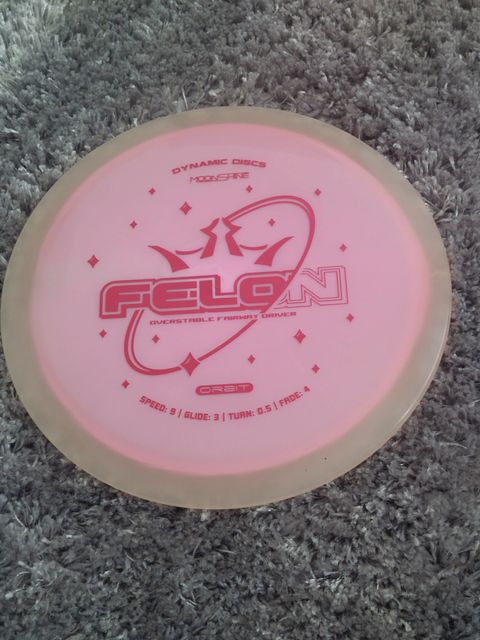 DYNAMIC DISCS
MOONSHINE
FELON
OVERSTABLE FAIRWAY DRIVER
ORBIT
SPEED: 9 | GLIDE: 3 | TURN: 0.5 | FADE: 4